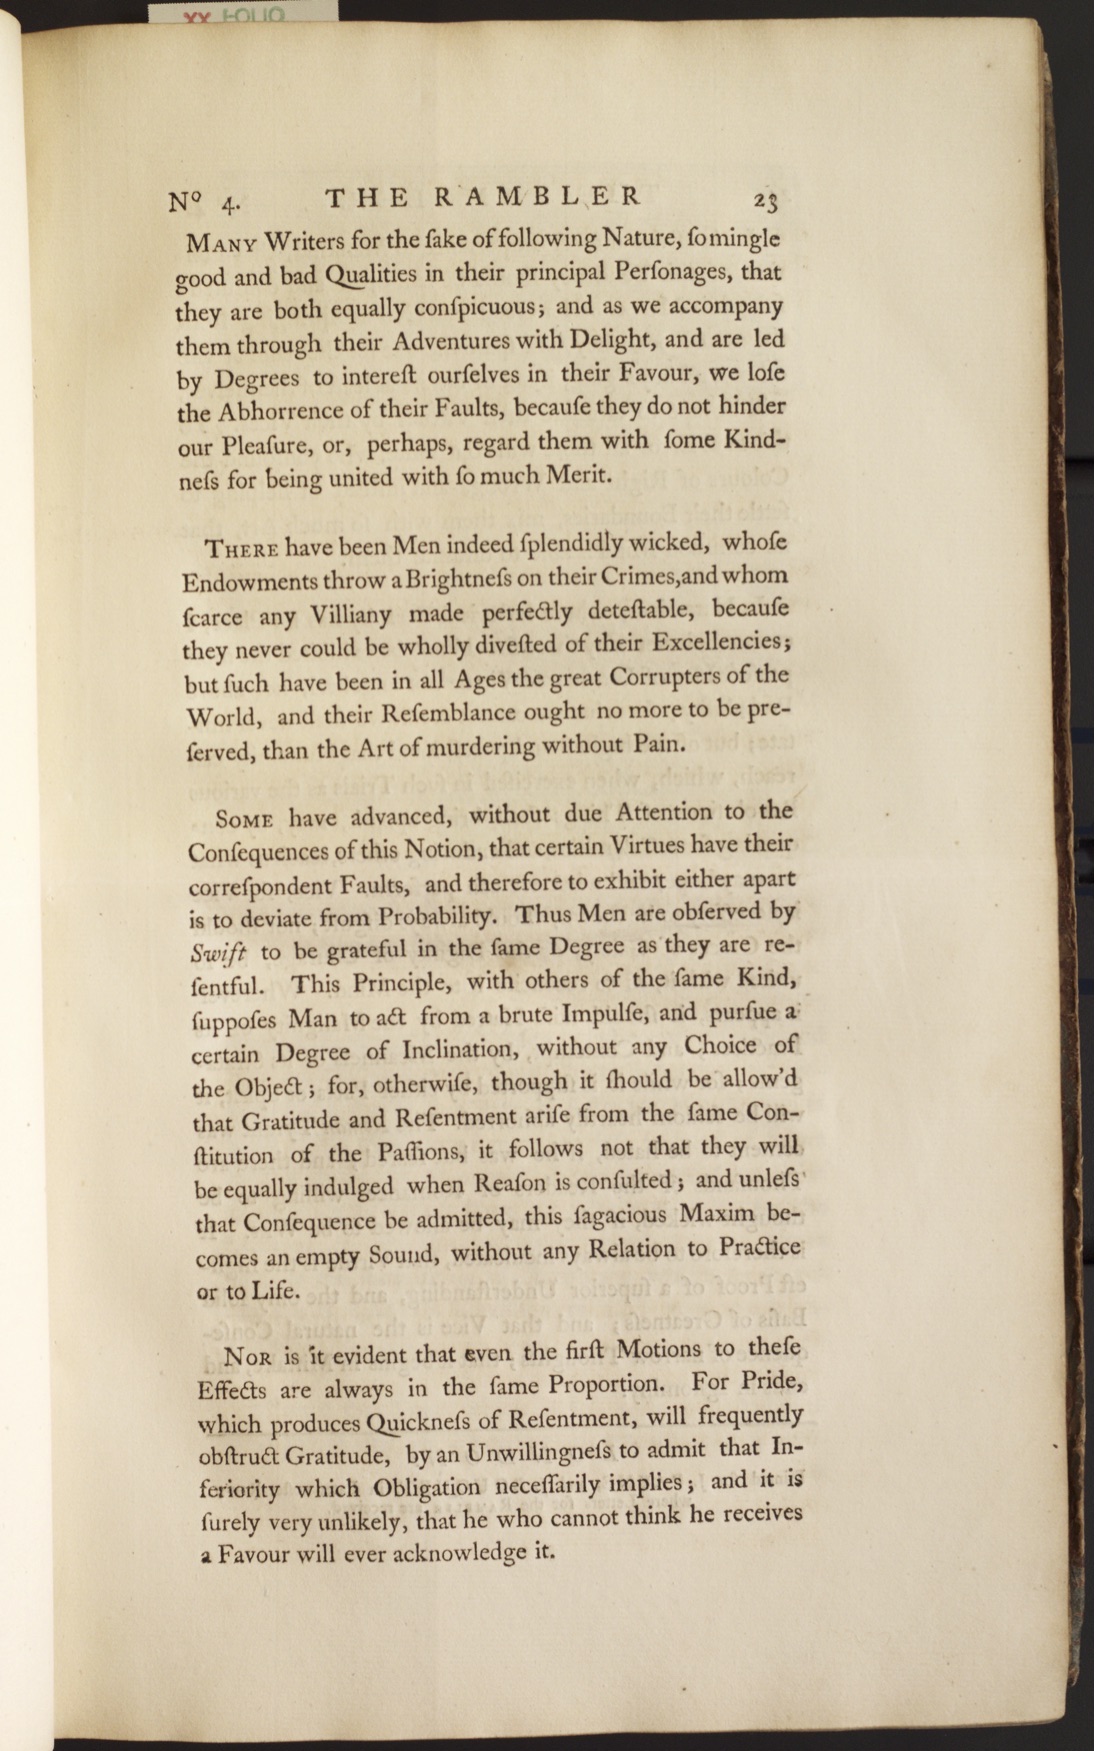 XX FOLIO
Nº 4. THE RAMBLER 23
MANY Writers for the ſake of following Nature, ſo mingle
good and bad Qualities in their principal Perſonages, that
they are both equally conſpicuous; and as we accompany
them through their Adventures with Delight, and are led
by Degrees to intereſt ourſelves in their Favour, we loſe
the Abhorrence of their Faults, becauſe they do not hinder
our Pleaſure, or, perhaps, regard them with ſome Kind-
neſs for being united with ſo much Merit.
THERE have been Men indeed ſplendidly wicked, whoſe
Endowments throw a Brightneſs on their Crimes, and whom
ſcarce any Villiany made perfectly deteſtable, becauſe
they never could be wholly diveſted of their Excellencies;
but ſuch have been in all Ages the great Corrupters of the
World, and their Reſemblance ought no more to be pre-
ſerved, than the Art of murdering without Pain.
SOME have advanced, without due Attention to the
Conſequences of this Notion, that certain Virtues have their
correſpondent Faults, and therefore to exhibit either apart
is to deviate from Probability. Thus Men are obſerved by
Swift to be grateful in the ſame Degree as they are re-
ſentful. This Principle, with others of the ſame Kind,
ſuppoſes Man to act from a brute Impulſe, and purſue a
certain Degree of Inclination, without any Choice of
the Object; for, otherwiſe, though it ſhould be allow'd
that Gratitude and Reſentment ariſe from the ſame Con-
ſtitution of the Paſſions, it follows not that they will
be equally indulged when Reaſon is conſulted; and unleſs
that Conſequence be admitted, this ſagacious Maxim be-
comes an empty Sound, without any Relation to Practice
or to Life.
NOR is it evident that even the firſt Motions to theſe
Effects are always in the ſame Proportion. For Pride,
which produces Quickneſs of Reſentment, will frequently
obſtruct Gratitude, by an Unwillingneſs to admit that In-
feriority which Obligation neceſſarily implies; and it is
ſurely very unlikely, that he who cannot think he receives
a Favour will ever acknowledge it.